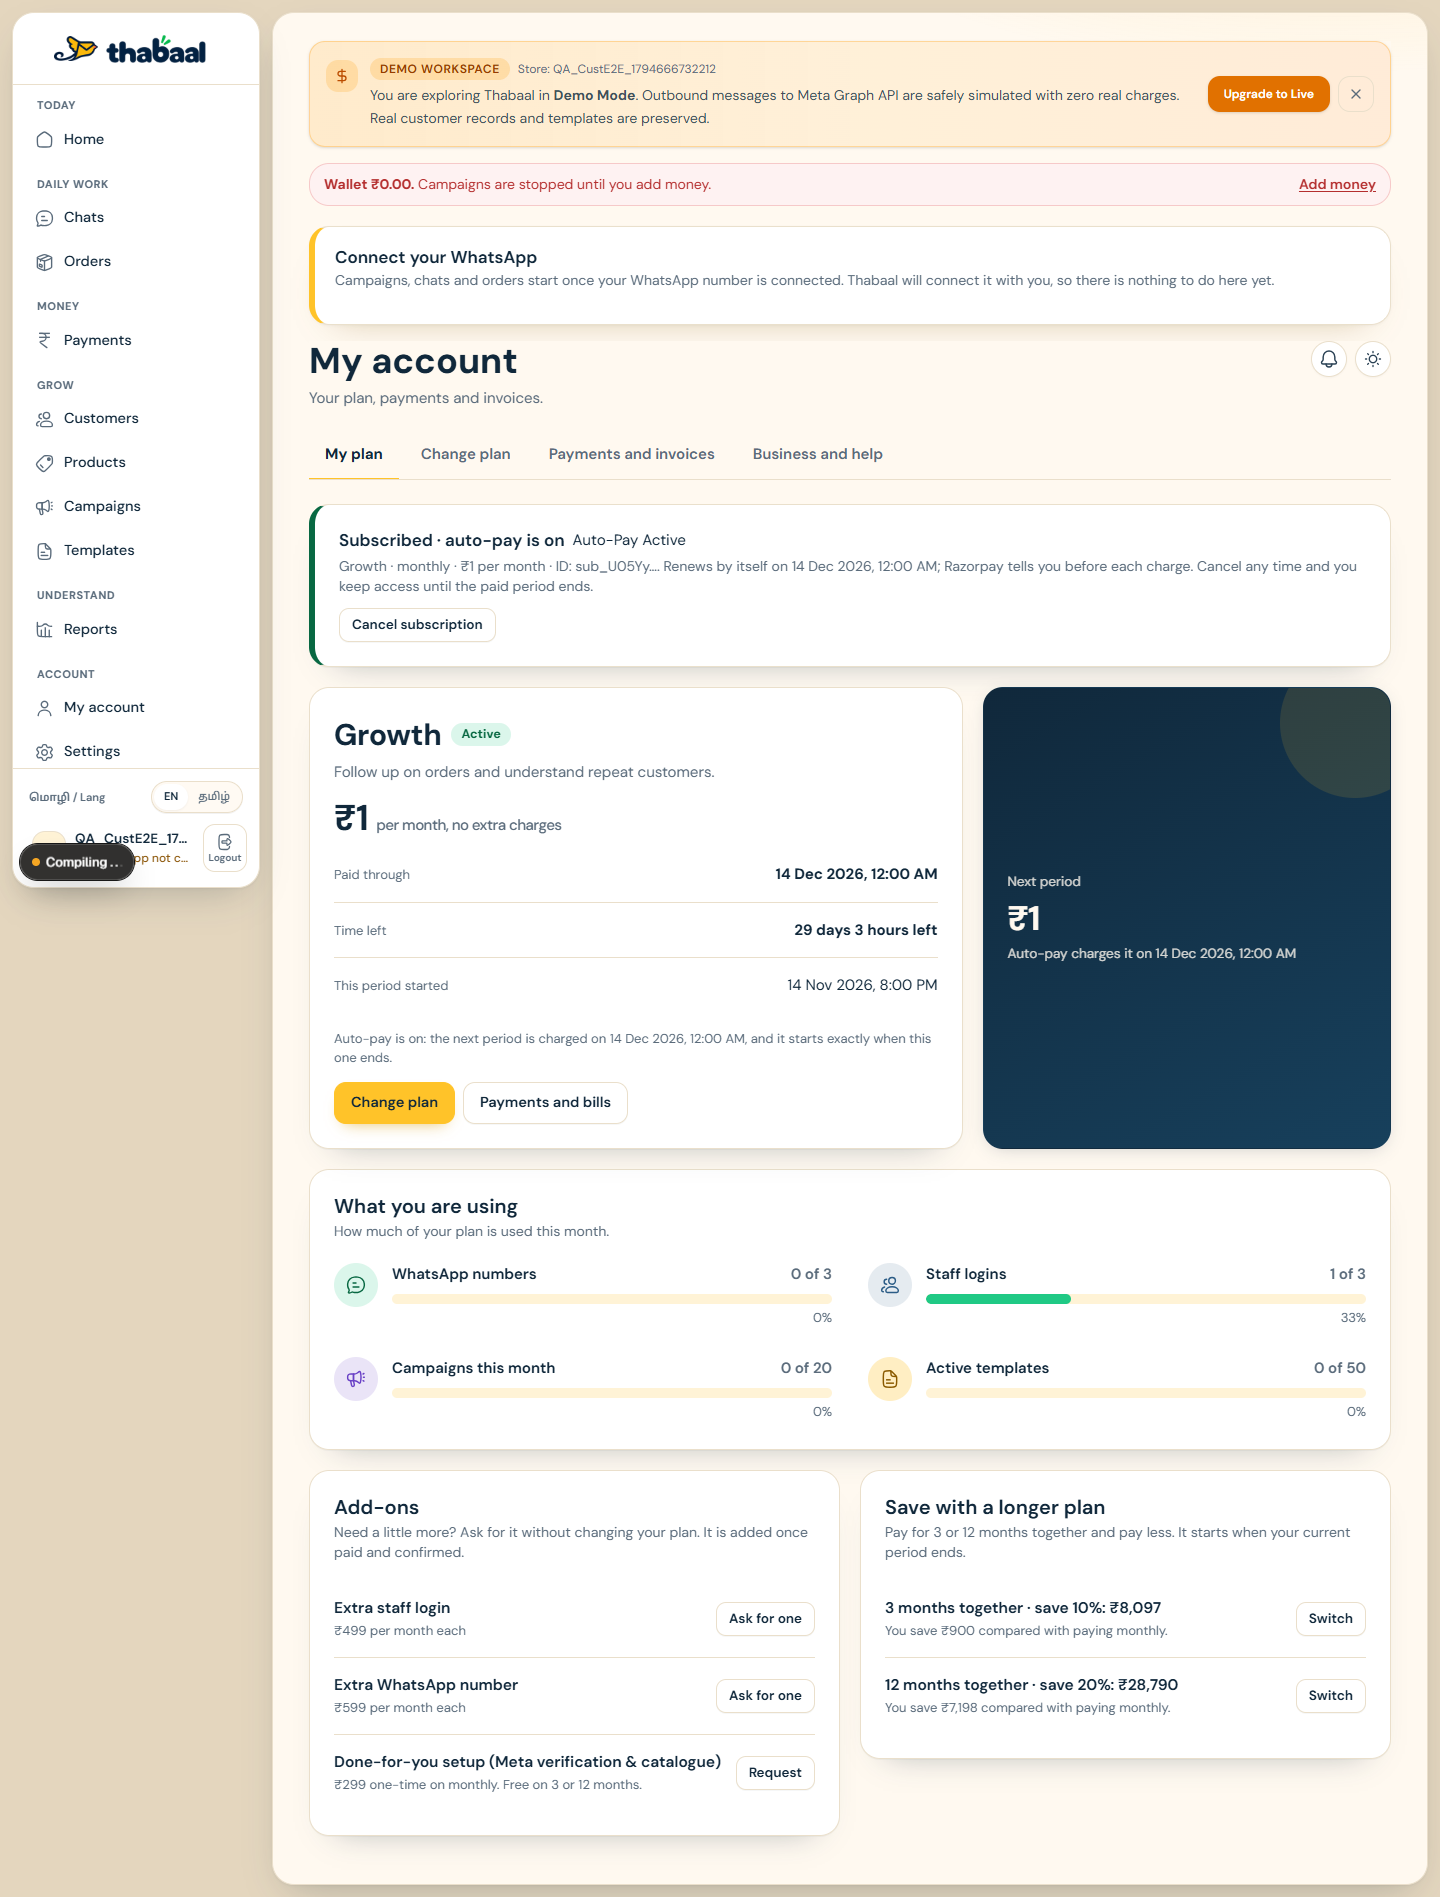 thabaal
TODAY
Home
DAILY WORK
Chats
Orders
MONEY
Payments
GROW
Customers
Products
Campaigns
Templates
UNDERSTAND
Reports
ACCOUNT
My account
Settings
மொழி / Lang
EN
தமிழ்
QA_CustE2E_17...
pp not c...
Logout
Compiling ..
DEMO WORKSPACE
Store: QA_CustE2E_1794666732212
You are exploring Thabaal in Demo Mode. Outbound messages to Meta Graph API are safely simulated with zero real charges.
Real customer records and templates are preserved.
Upgrade to Live
Wallet ₹0.00. Campaigns are stopped until you add money.
Add money
Connect your WhatsApp
Campaigns, chats and orders start once your WhatsApp number is connected. Thabaal will connect it with you, so there is nothing to do here yet.
My account
Your plan, payments and invoices.
My plan
Change plan
Payments and invoices
Business and help
Subscribed · auto-pay is on Auto-Pay Active
Growth · monthly · ₹1 per month · ID: sub_U05Yy.... Renews by itself on 14 Dec 2026, 12:00 AM; Razorpay tells you before each charge. Cancel any time and you
keep access until the paid period ends.
Cancel subscription
Growth
Active
Follow up on orders and understand repeat customers.
₹1 per month, no extra charges
Paid through
14 Dec 2026, 12:00 AM
Time left
29 days 3 hours left
This period started
14 Nov 2026, 8:00 PM
Auto-pay is on: the next period is charged on 14 Dec 2026, 12:00 AM, and it starts exactly when this
one ends.
Change plan
Payments and bills
Next period
₹1
Auto-pay charges it on 14 Dec 2026, 12:00 AM
What you are using
How much of your plan is used this month.
WhatsApp numbers
0 of 3
0%
Staff logins
1 of 3
33%
Campaigns this month
0 of 20
0%
Active templates
0 of 50
0%
Add-ons
Need a little more? Ask for it without changing your plan. It is added once
paid and confirmed.
Extra staff login
₹499 per month each
Ask for one
Extra WhatsApp number
₹599 per month each
Ask for one
Done-for-you setup (Meta verification & catalogue)
₹299 one-time on monthly. Free on 3 or 12 months.
Request
Save with a longer plan
Pay for 3 or 12 months together and pay less. It starts when your current
period ends.
3 months together · save 10%: ₹8,097
You save ₹900 compared with paying monthly.
Switch
12 months together · save 20%: ₹28,790
You save ₹7,198 compared with paying monthly.
Switch